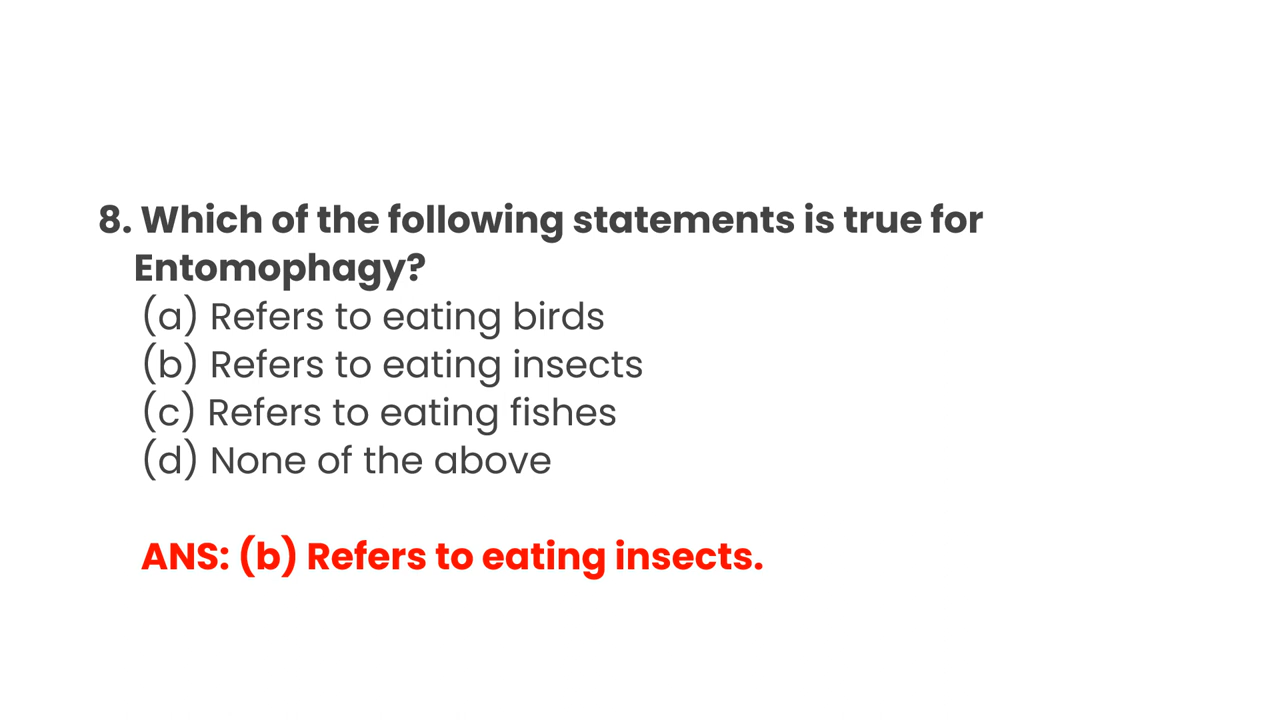 8. Which of the following statements is true for
Entomophagy?
(a) Refers to eating birds
(b) Refers to eating insects
(c) Refers to eating fishes
(d) None of the above
ANS: (b) Refers to eating insects.